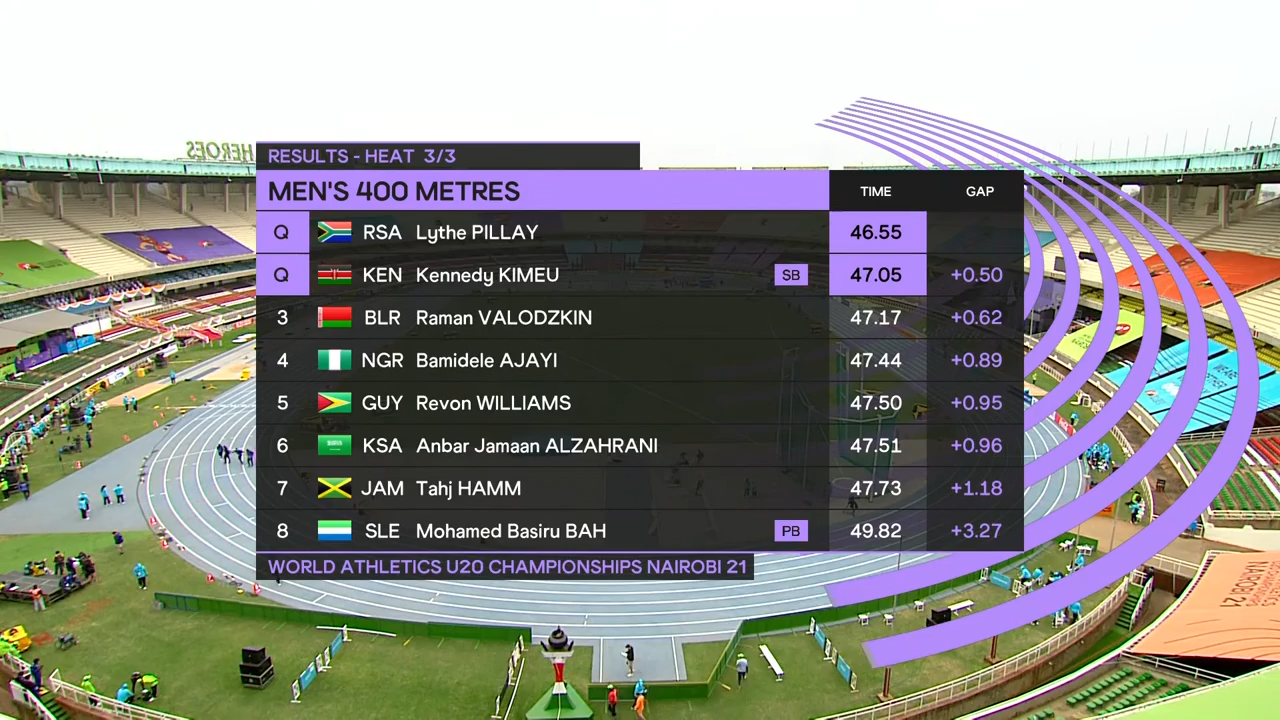 HEROES
RESULTS - HEAT 3/3
MEN'S 400 METRES TIME GAP
Q RSA Lythe PILLAY 46.55
Q KEN Kennedy KIMEU SB 47.05 +0.50
3 BLR Raman VALODZKIN 47.17 +0.62
4 NGR Bamidele AJAYI 47.44 +0.89
5 GUY Revon WILLIAMS 47.50 +0.95
6 KSA Anbar Jamaan ALZAHRANI 47.51 +0.96
7 JAM Tahj HAMM 47.73 +1.18
8 SLE Mohamed Basiru BAH PB 49.82 +3.27
WORLD ATHLETICS U20 CHAMPIONSHIPS NAIROBI 21
NAIROBI 21